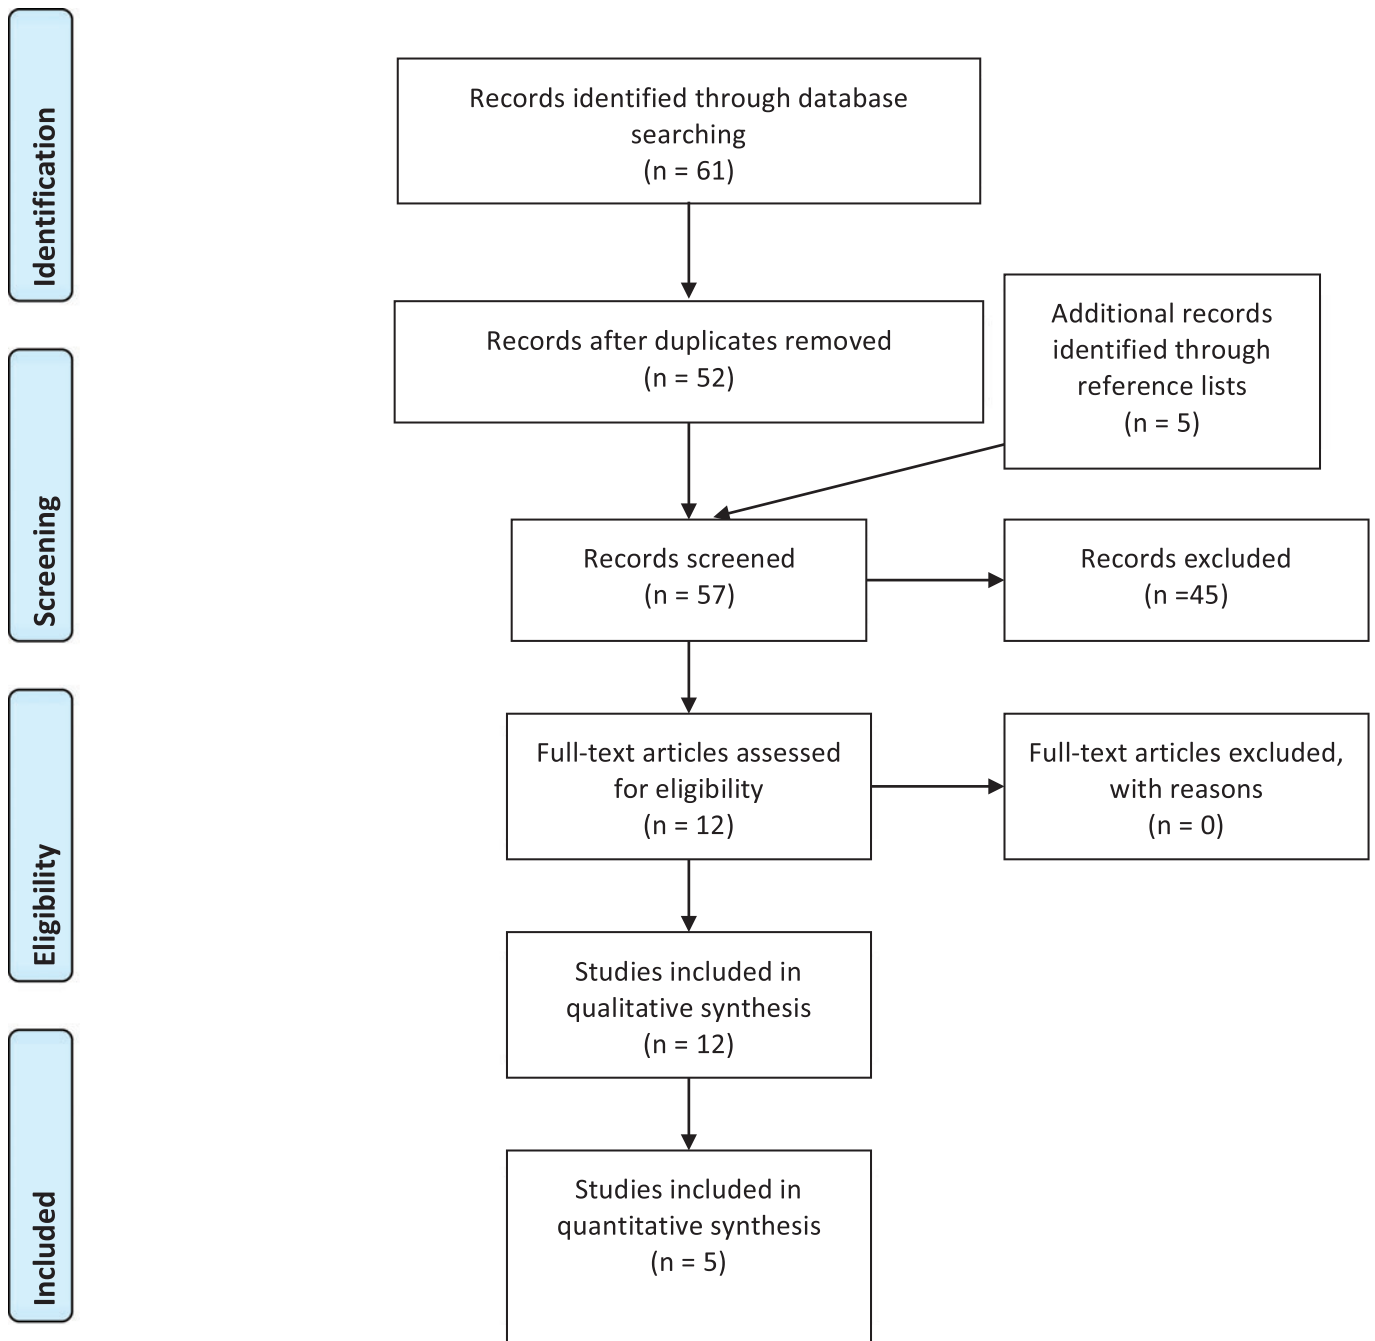 Identification
Records identified through database
searching
(n = 61)
Records after duplicates removed
(n = 52)
Additional records
identified through
reference lists
(n = 5)
Screening
Records screened
(n = 57)
Records excluded
(n =45)
Eligibility
Full-text articles assessed
for eligibility
(n = 12)
Full-text articles excluded,
with reasons
(n = 0)
Studies included in
qualitative synthesis
(n = 12)
Included
Studies included in
quantitative synthesis
(n = 5)